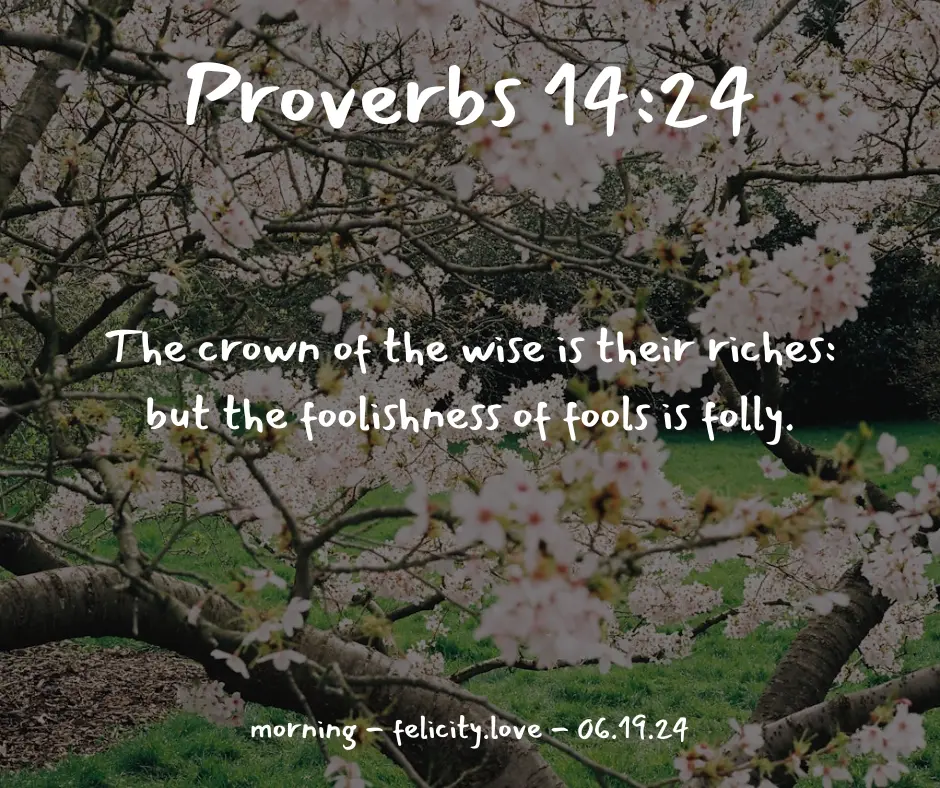 Proverbs 14:24
The crown of the wise is their riches:
but the foolishness of fools is folly.
morning - felicity.love - 06.19.24